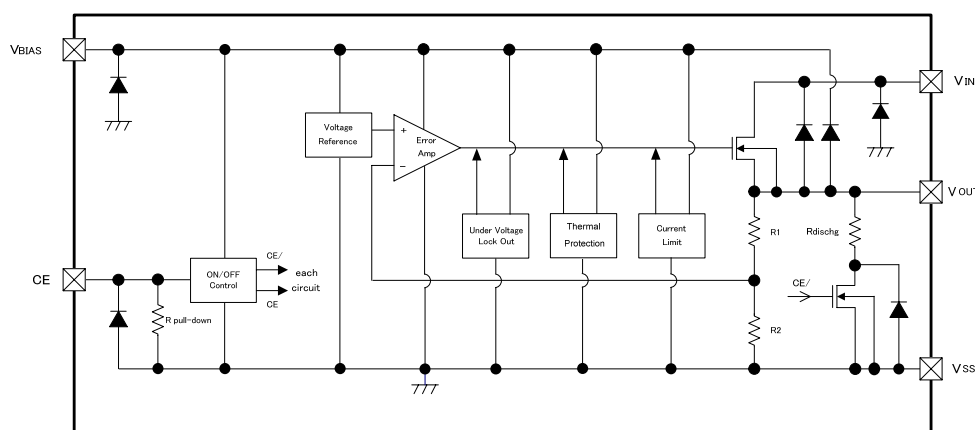 VBIAS
VIN
Voltage
Reference
+
−
Error
Amp
VOUT
Under Voltage
Lock Out
Thermal
Protection
Current
Limit
R1
Rdischg
CE
ON/OFF
Control
CE/
each
circuit
CE
CE/
R pull-down
R2
VSS